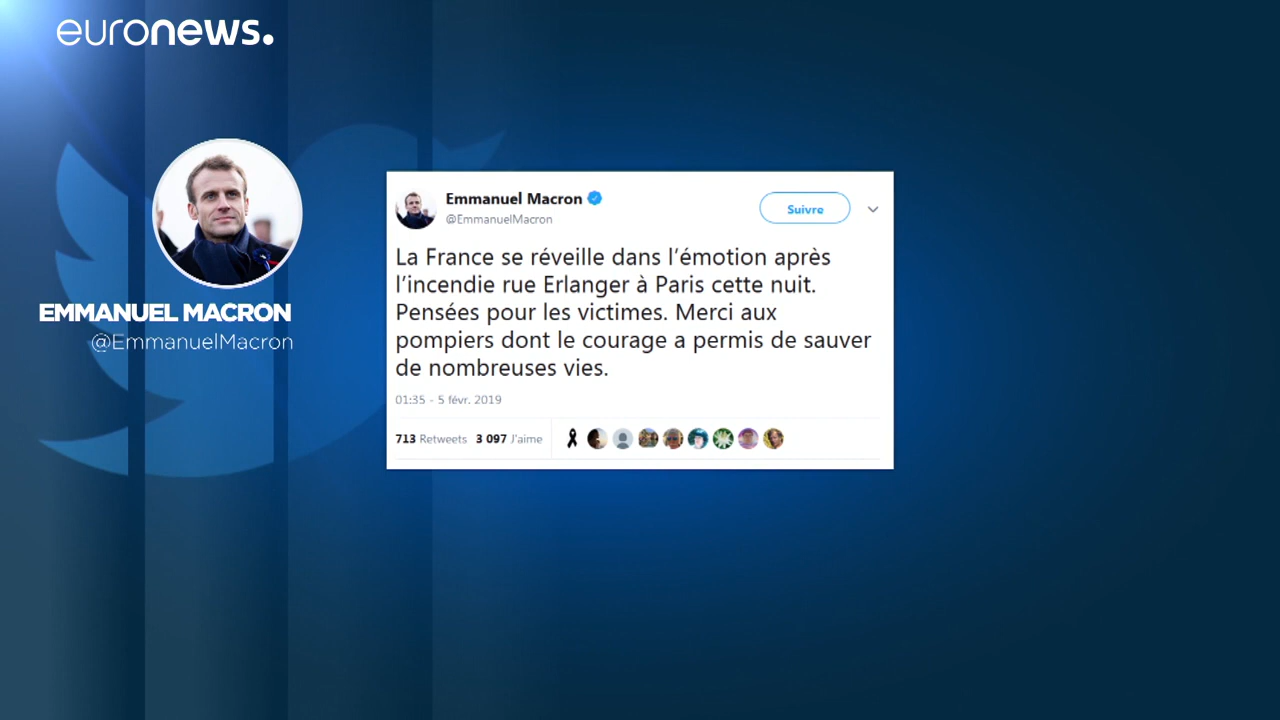 euronews.
EMMANUEL MACRON
@EmmanuelMacron
Emmanuel Macron
@EmmanuelMacron
Suivre
La France se réveille dans l’émotion après
l’incendie rue Erlanger à Paris cette nuit.
Pensées pour les victimes. Merci aux
pompiers dont le courage a permis de sauver
de nombreuses vies.
01:35 - 5 févr. 2019
713 Retweets 3 097 J’aime